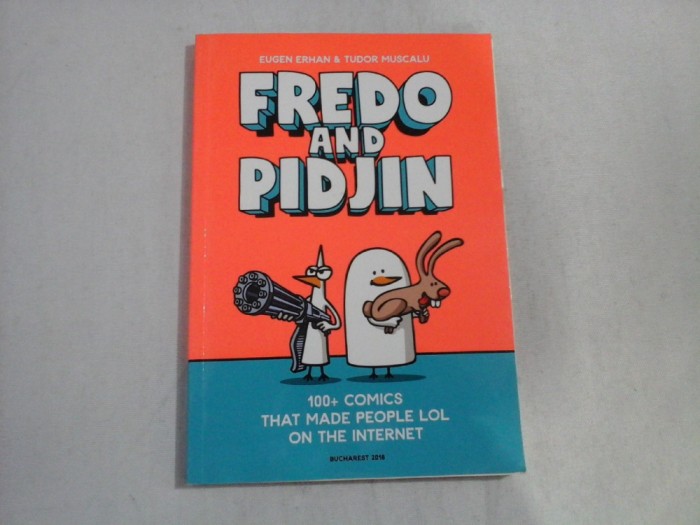 EUGEN ERHAN & TUDOR MUSCALU
FREDO
AND
PIDJIN
100+ COMICS
THAT MADE PEOPLE LOL
ON THE INTERNET
BUCHAREST 2016